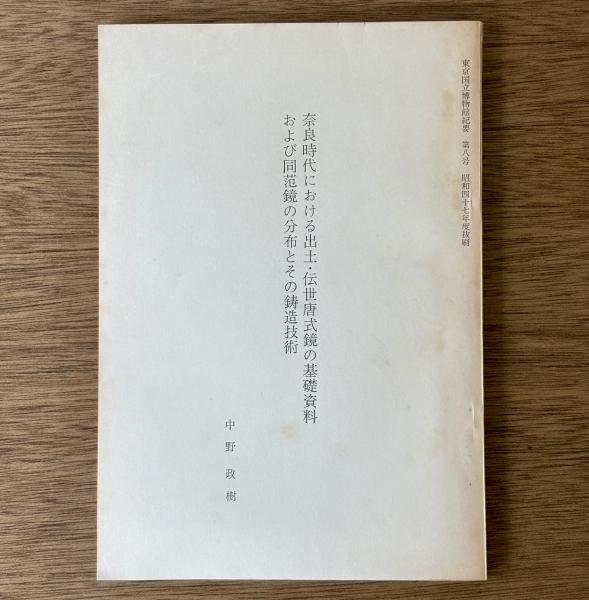 東京国立博物館紀要 第八号 昭和四十七年度抜刷
奈良時代における出土・伝世唐式鏡の基礎資料
および同范鏡の分布とその鋳造技術
中野政樹